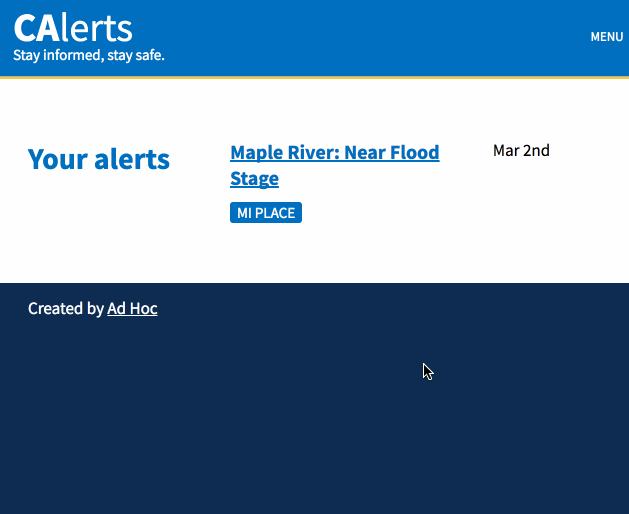 CAlerts
Stay informed, stay safe.
MENU
Your alerts
Maple River: Near Flood
Stage
Mar 2nd
MI PLACE
Created by Ad Hoc